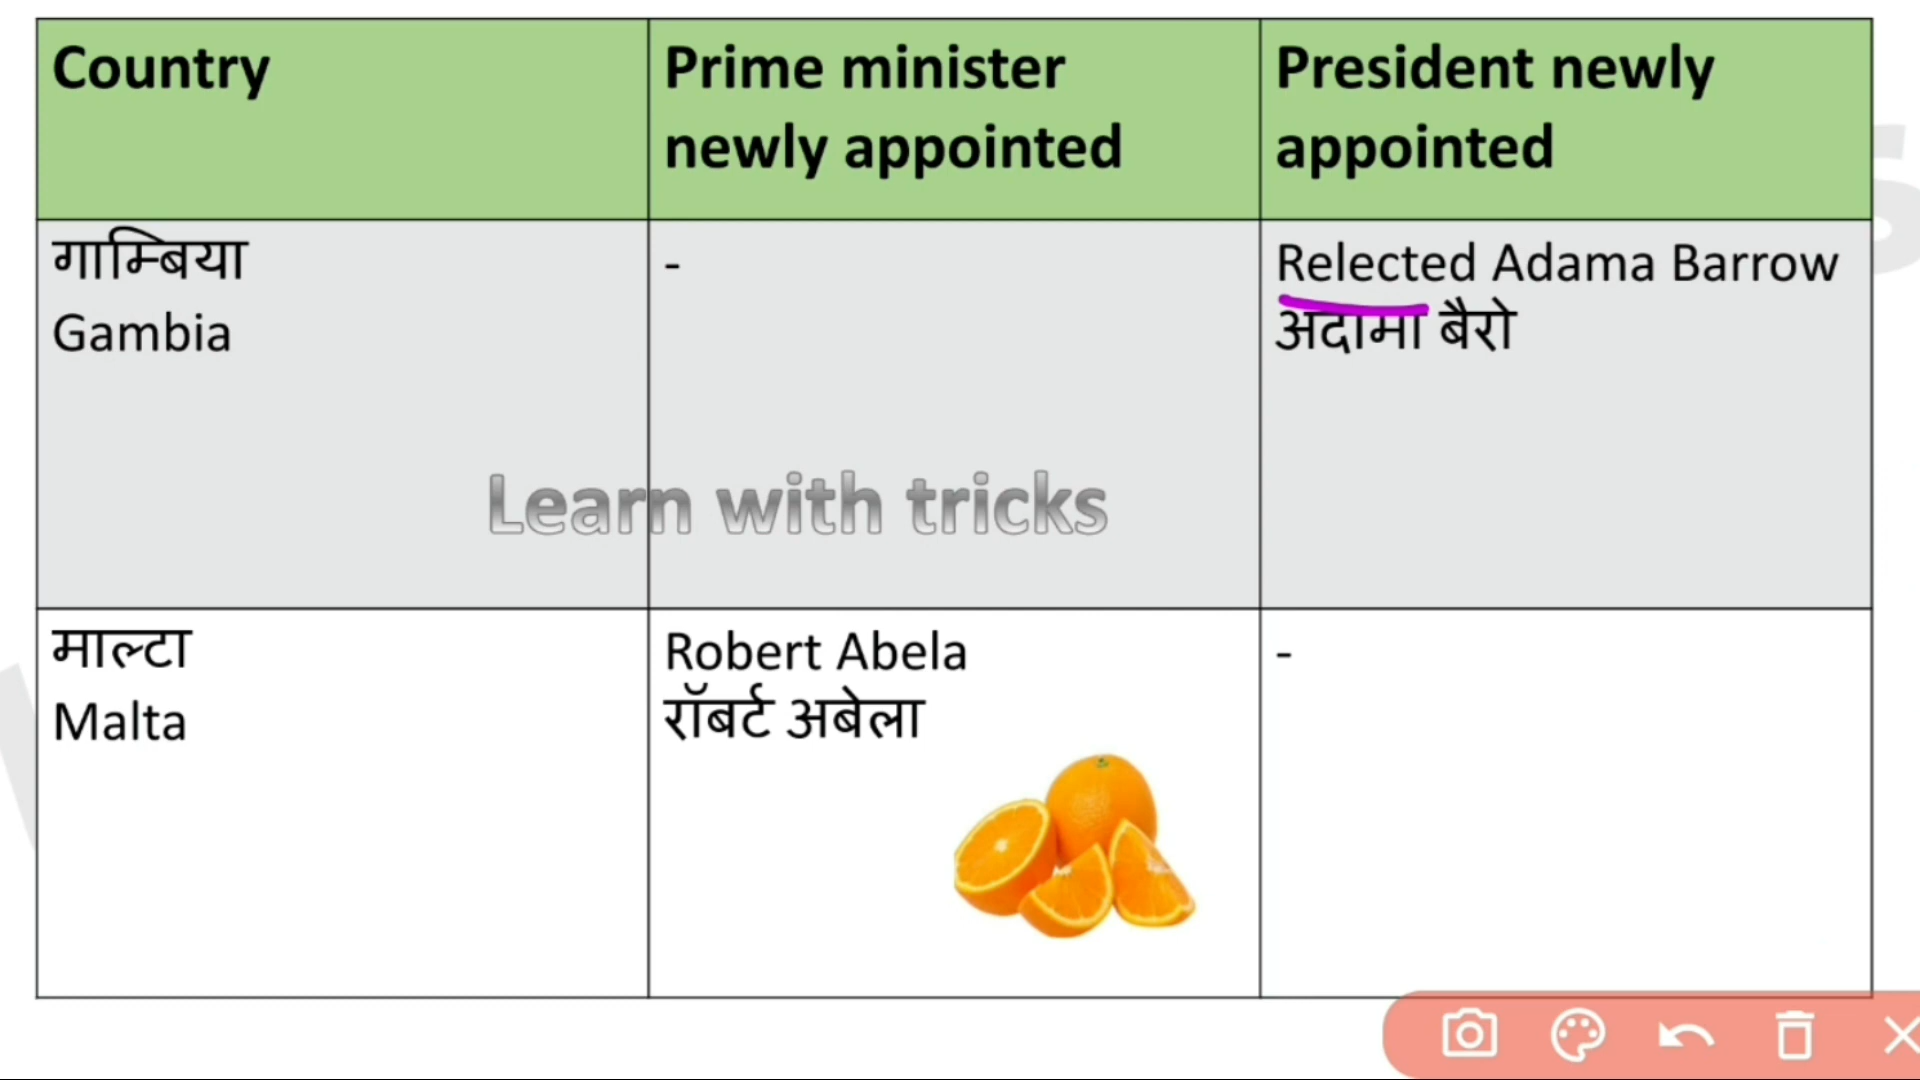 Country
Prime minister
newly appointed
President newly
appointed
गाम्बिया
Gambia
-
Relected Adama Barrow
अदामा बैरो
Learn with tricks
माल्टा
Malta
Robert Abela
रॉबर्ट अबेला
-